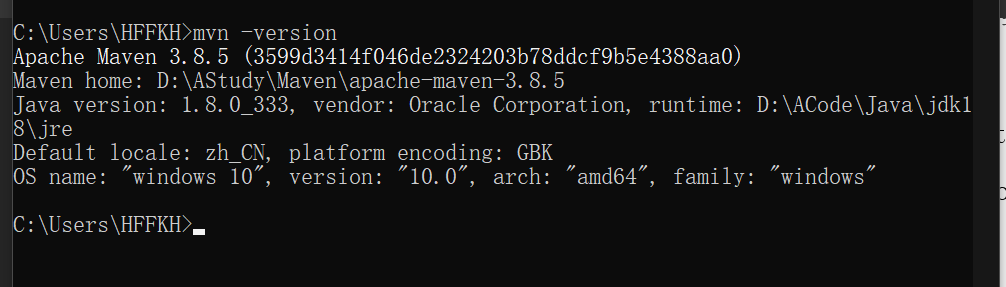 C:\Users\HFFKH>mvn -version
Apache Maven 3.8.5 (3599d3414f046de2324203b78ddcf9b5e4388aa0)
Maven home: D:\AStudy\Maven\apache-maven-3.8.5
Java version: 1.8.0_333, vendor: Oracle Corporation, runtime: D:\ACode\Java\jdk1
8\jre
Default locale: zh_CN, platform encoding: GBK
OS name: "windows 10", version: "10.0", arch: "amd64", family: "windows"
C:\Users\HFFKH>